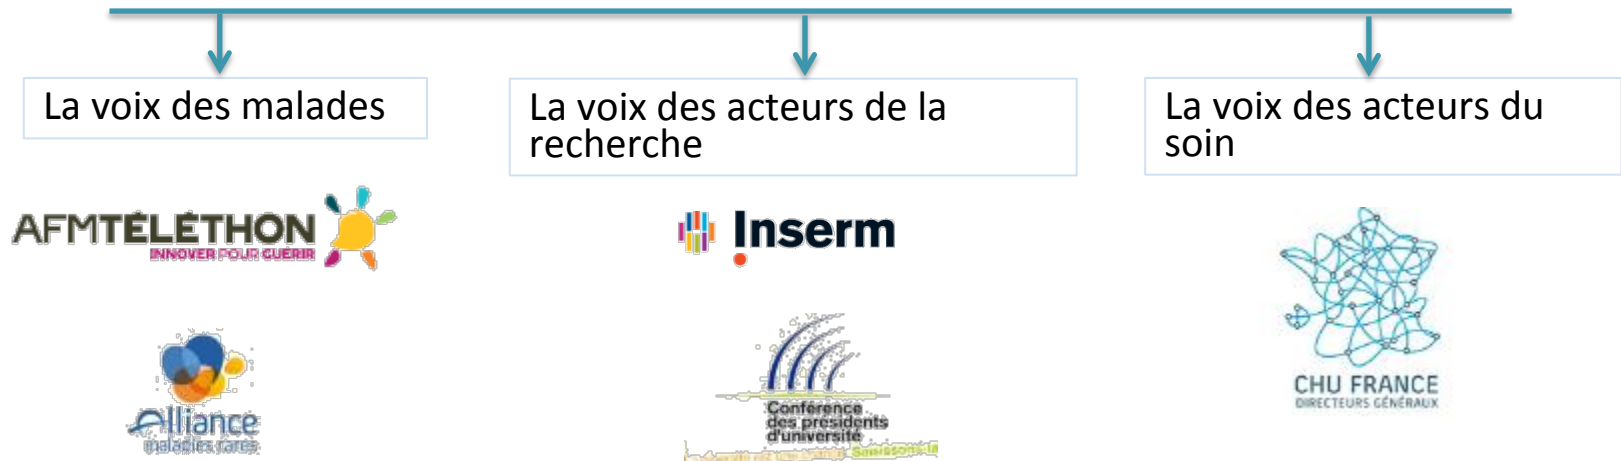 La voix des malades
La voix des acteurs de la
recherche
La voix des acteurs du
soin
AFMTÉLÉTHON
INNOVER POUR GUÉRIR
Inserm
Alliance
maladies rares
Conférence
des présidents
d'université
CHU FRANCE
DIRECTEURS GÉNÉRAUX